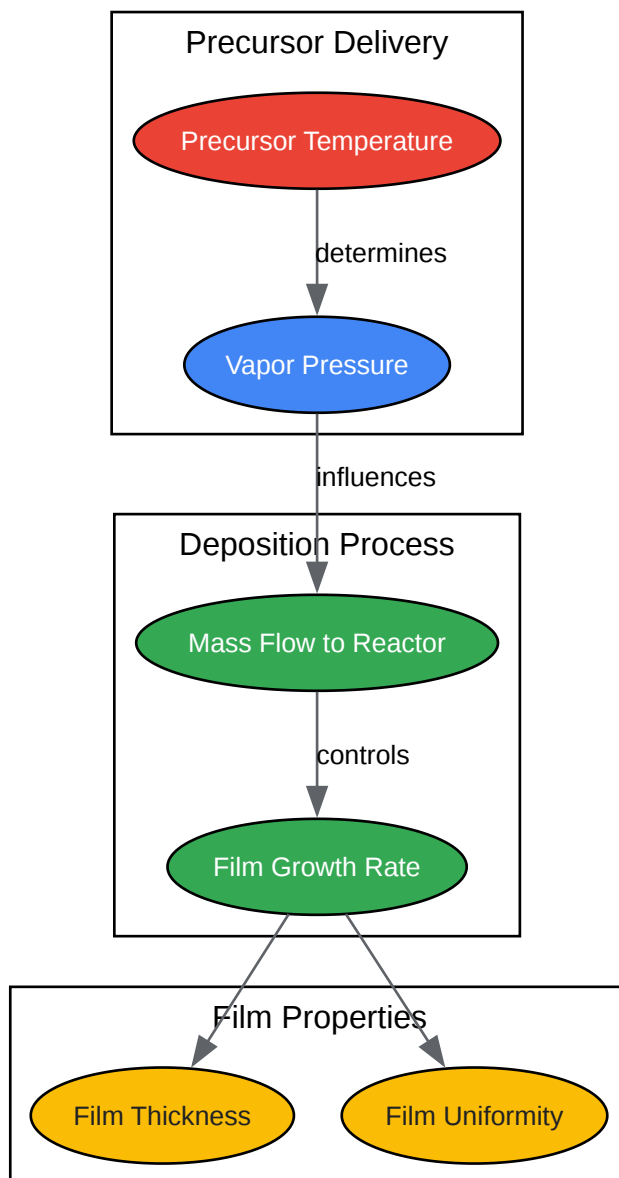 Precursor Delivery
Precursor Temperature
determines
Vapor Pressure
influences
Deposition Process
Mass Flow to Reactor
controls
Film Growth Rate
Film Properties
Film Thickness
Film Uniformity